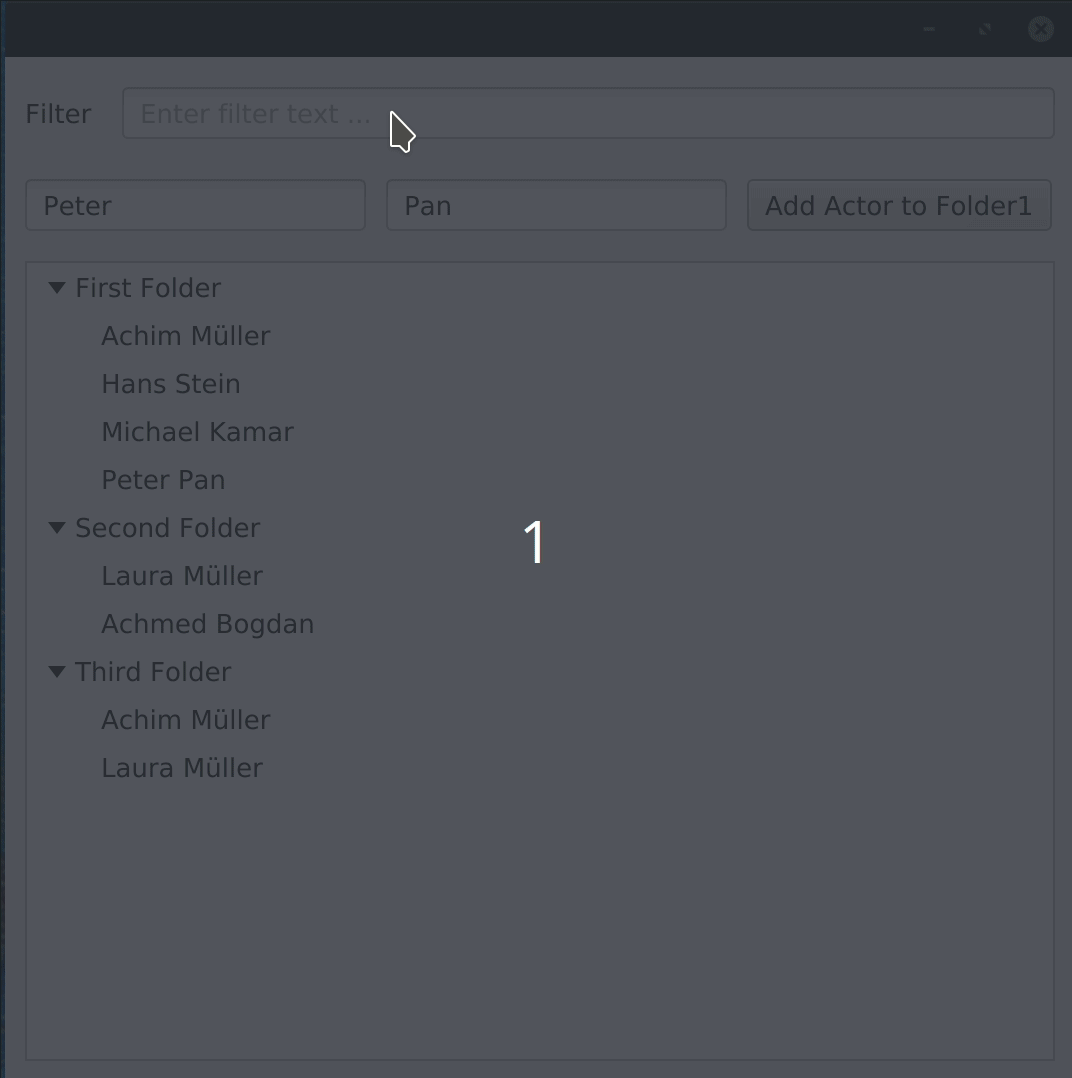 Filter Enter filter text ...
Peter Pan Add Actor to Folder1
First Folder
Achim Müller
Hans Stein
Michael Kamar
Peter Pan
Second Folder
1
Laura Müller
Achmed Bogdan
Third Folder
Achim Müller
Laura Müller